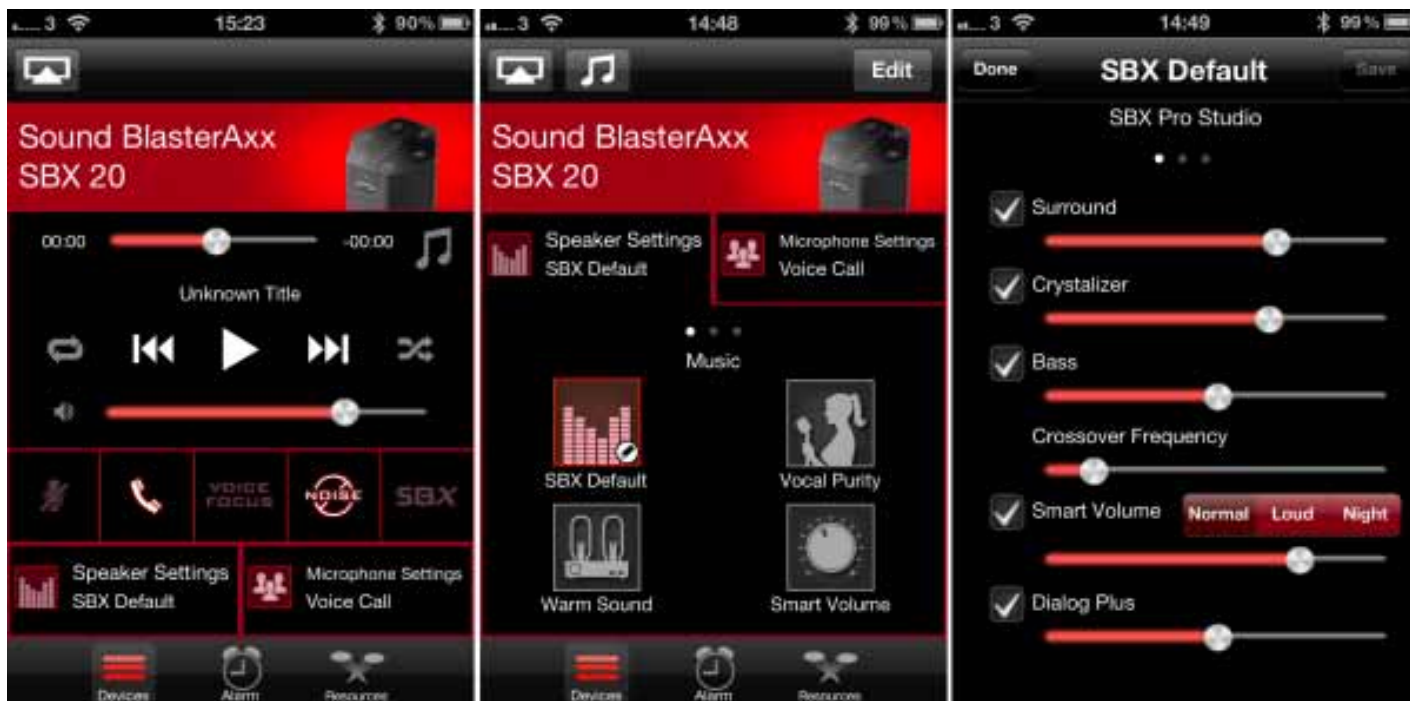 3
15:23
90%
Sound BlasterAxx
SBX 20
00:00
-00:00
Unknown Title
VOICE
FOCUS
NOISE
SBX
Speaker Settings
SBX Default
Microphone Settings
Voice Call
Devices
Alarm
Resources
3
14:48
99%
Edit
Sound BlasterAxx
SBX 20
Speaker Settings
SBX Default
Microphone Settings
Voice Call
Music
SBX Default
Vocal Purity
Warm Sound
Smart Volume
Devices
Alarm
Resources
3
14:49
99%
Done
SBX Default
Save
SBX Pro Studio
Surround
Crystalizer
Bass
Crossover Frequency
Smart Volume
Normal
Loud
Night
Dialog Plus